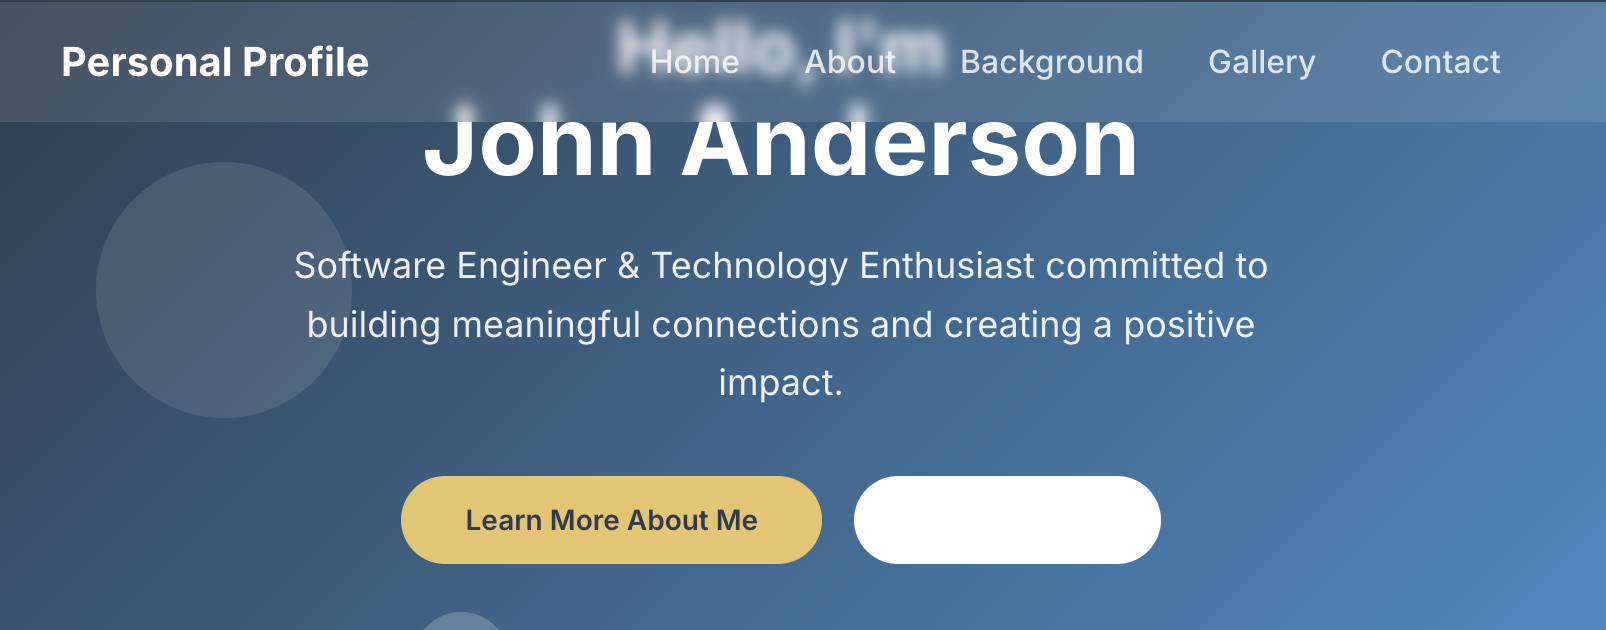 Personal Profile
Home
About
Background
Gallery
Contact
Hello, I'm
John Anderson
Software Engineer & Technology Enthusiast committed to
building meaningful connections and creating a positive
impact.
Learn More About Me